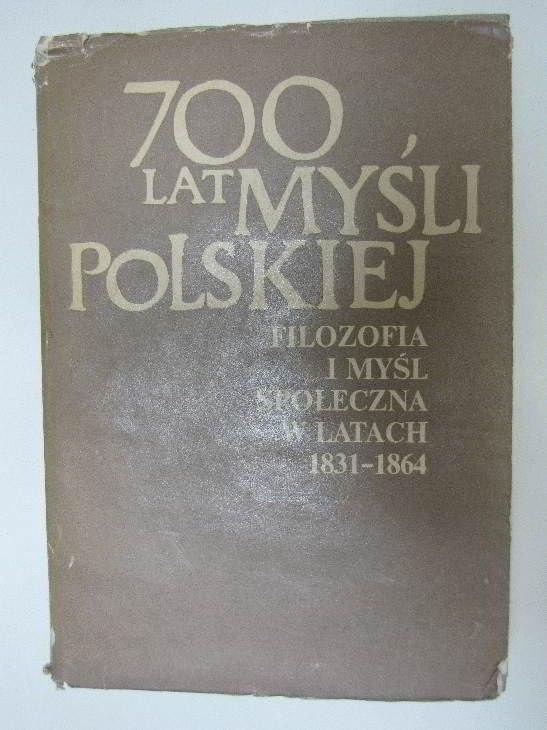 700
LAT MYŚLI
POLSKIEJ
FILOZOFIA
I MYŚL
SPOŁECZNA
W LATACH
1831-1864